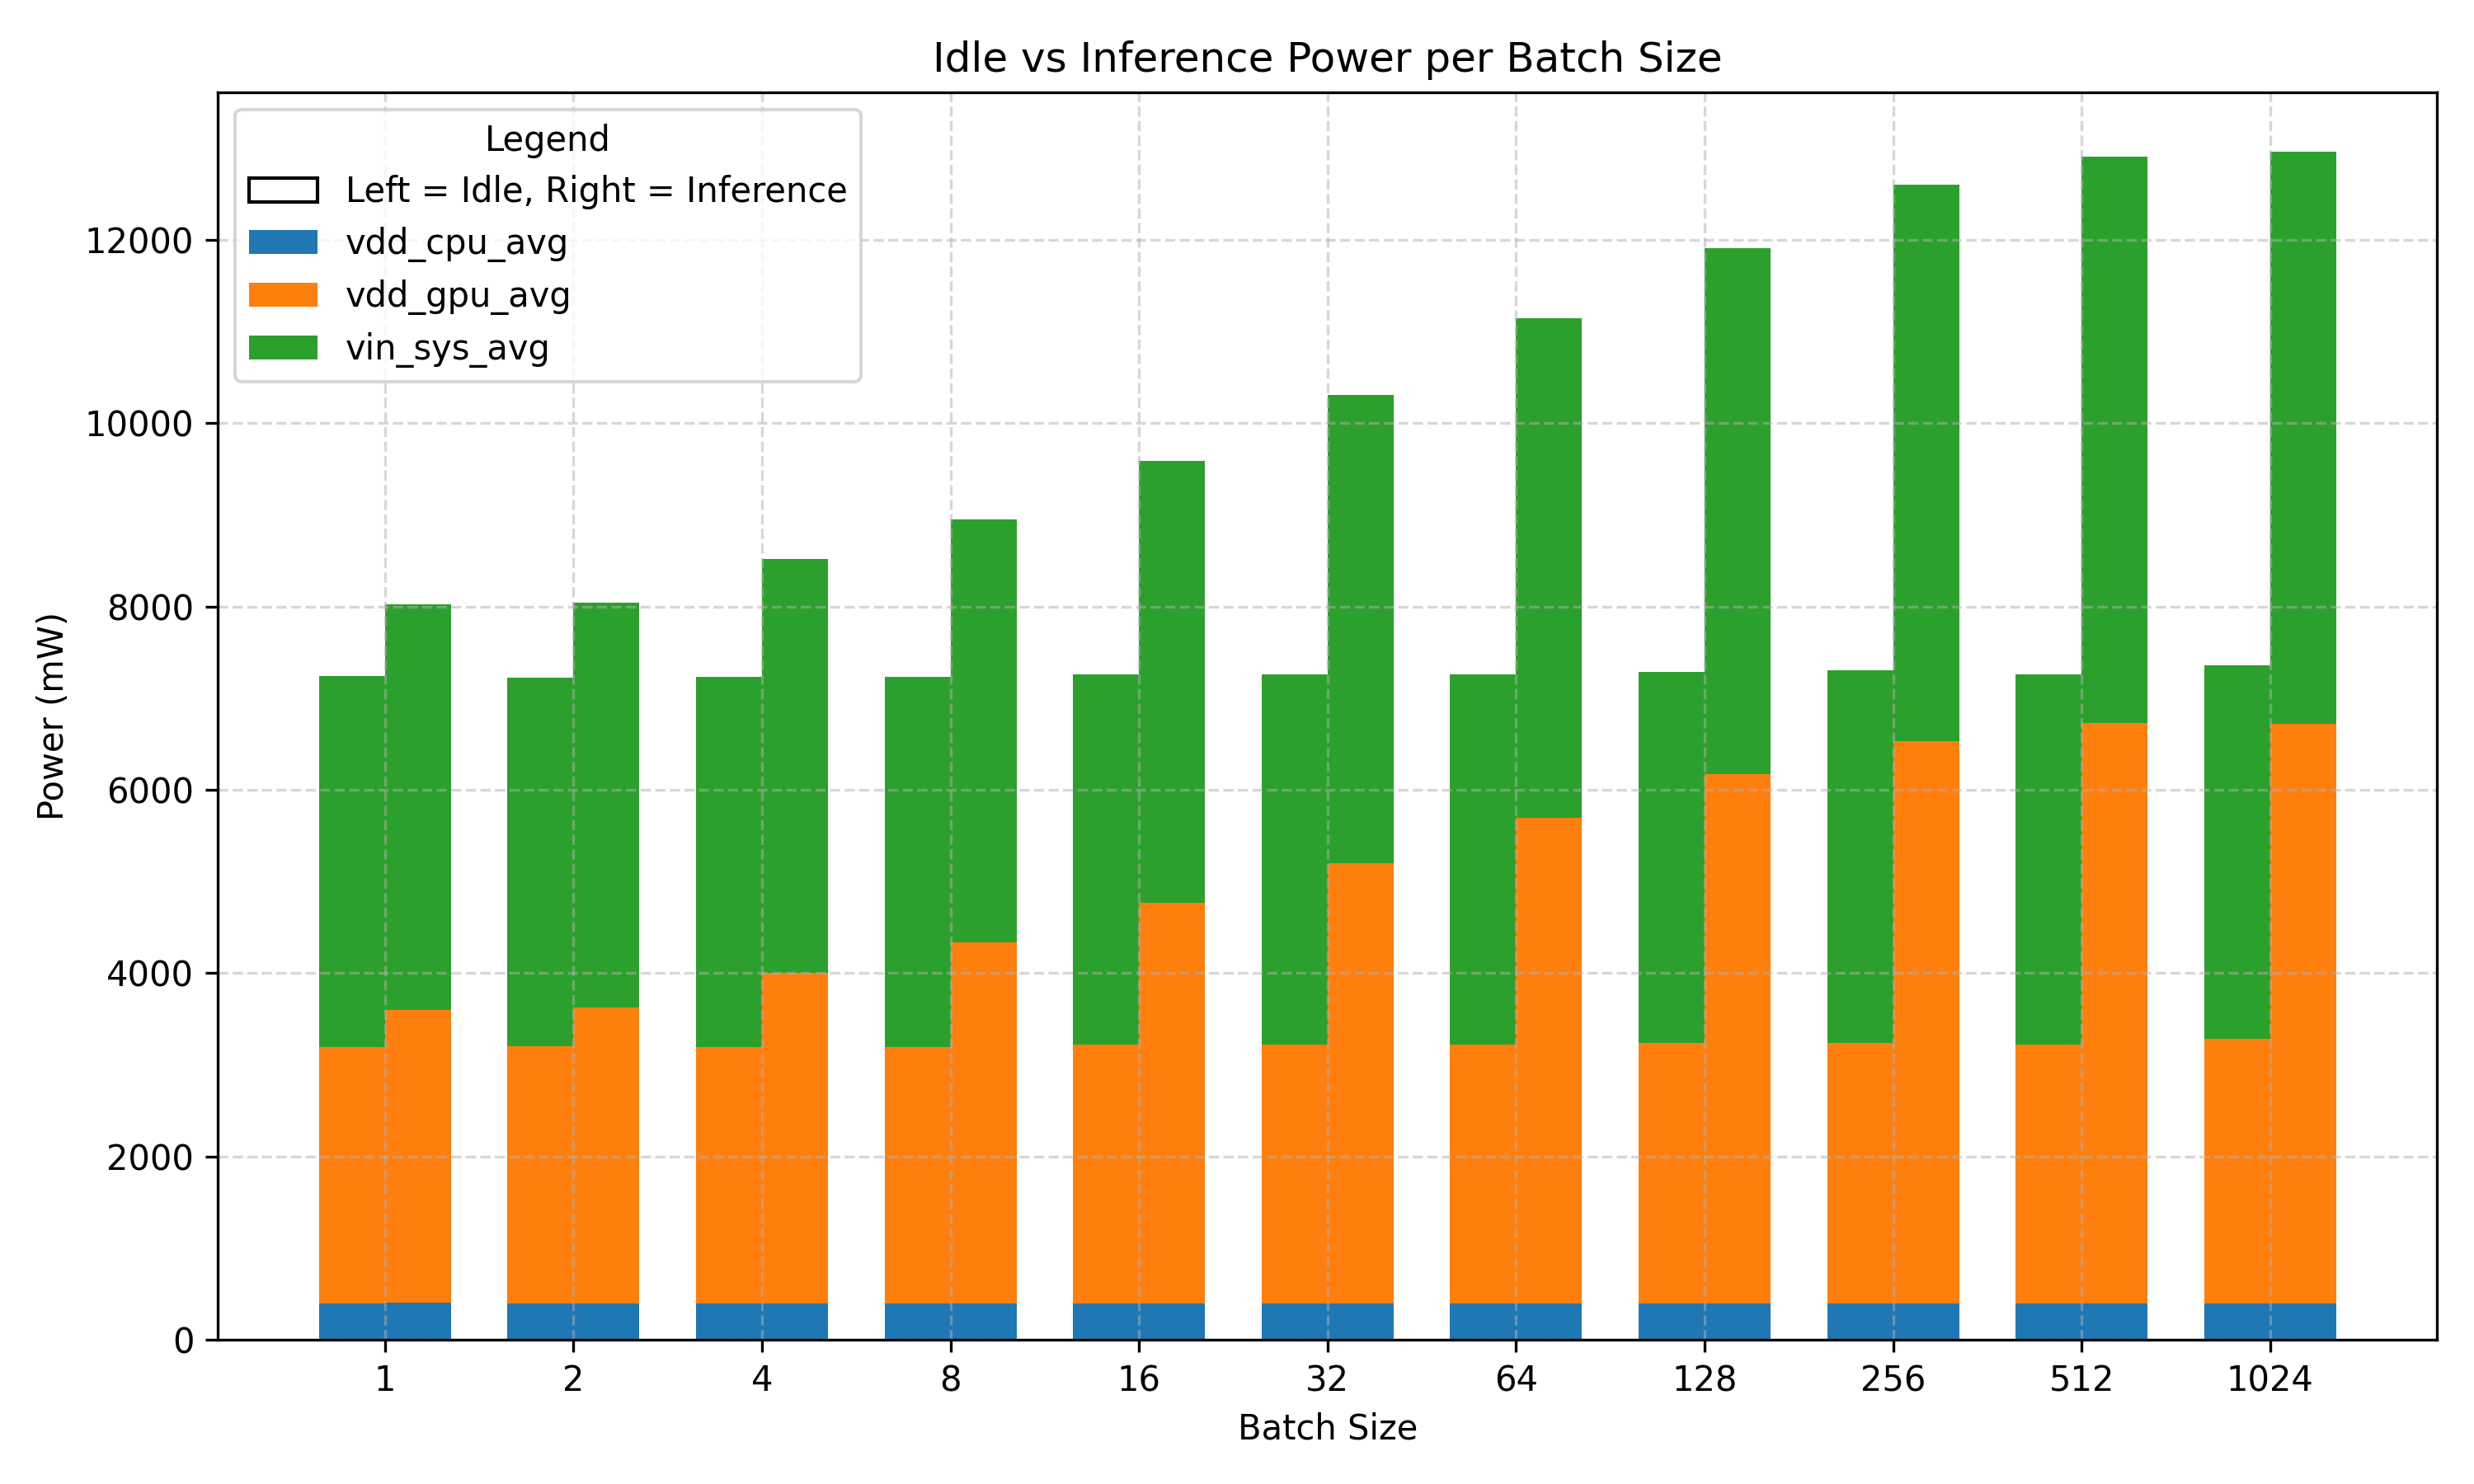 Idle vs Inference Power per Batch Size
Legend
Left = Idle, Right = Inference
vdd_cpu_avg
vdd_gpu_avg
vin_sys_avg
Power (mW)
12000
10000
8000
6000
4000
2000
0
1 2 4 8 16 32 64 128 256 512 1024
Batch Size